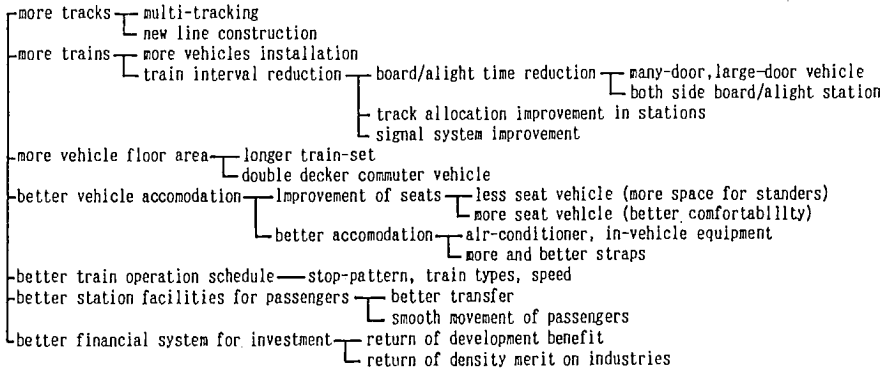 more tracks multi-tracking
new line construction
more trains more vehicles installation
train interval reduction board/alight time reduction many-door, large-door vehicle
both side board/alight station
track allocation improvement in stations
signal system improvement
more vehicle floor area longer train-set
double decker commuter vehicle
better vehicle accomodation Improvement of seats less seat vehicle (more space for standers)
more seat vehicle (better comfortability)
better accomodation air-conditioner, in-vehicle equipment
more and better straps
better train operation schedule stop-pattern, train types, speed
better station facilities for passengers better transfer
smooth movement of passengers
better financial system for investment return of development benefit
return of density merit on industries